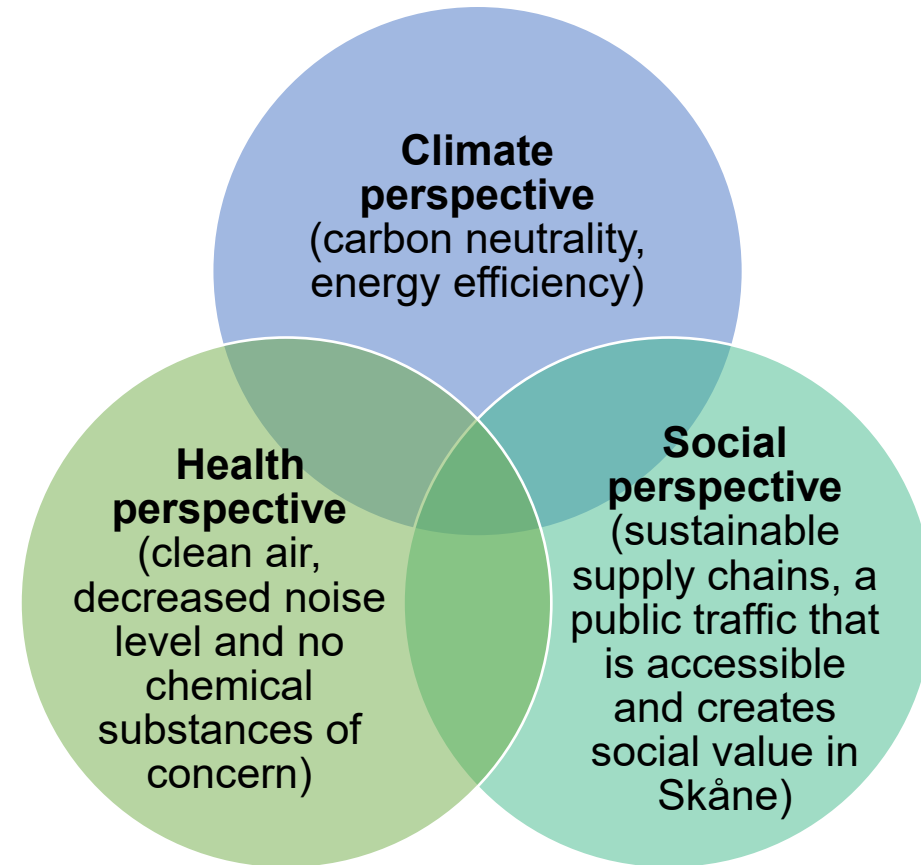 Climate
perspective
(carbon neutrality,
energy efficiency)
Health
perspective
(clean air,
decreased noise
level and no
chemical
substances of
concern)
Social
perspective
(sustainable
supply chains, a
public traffic that
is accessible
and creates
social value in
Skåne)